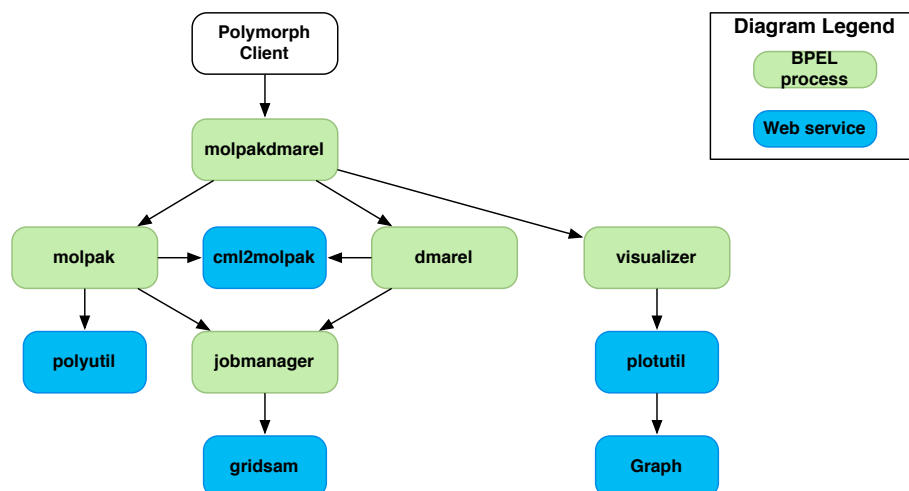 Polymorph
Client
Diagram Legend
BPEL
process
Web service
molpakdmarel
molpak
cml2molpak
dmarel
visualizer
polyutil
jobmanager
plotutil
gridsam
Graph